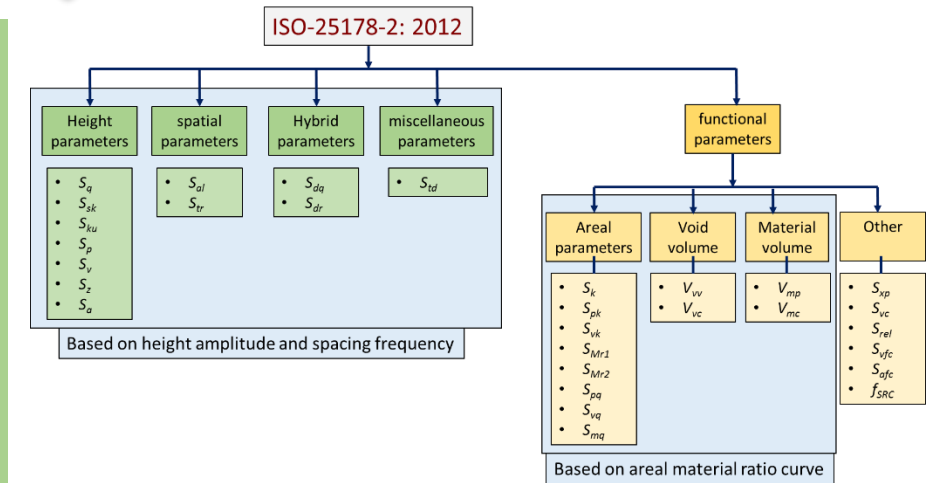 ISO-25178-2: 2012
Height
parameters
spatial
parameters
Hybrid
parameters
miscellaneous
parameters
functional
parameters
• Sq
• Ssk
• Sku
• Sp
• Sv
• Sz
• Sa
• Sal
• Str
• Sdq
• Sdr
• Std
Based on height amplitude and spacing frequency
Areal
parameters
Void
volume
Material
volume
Other
• Sk
• Spk
• Svk
• SMr1
• SMr2
• Spq
• Svq
• Smq
• Vvv
• Vvc
• Vmp
• Vmc
• Sxp
• Svc
• Srel
• Svfc
• Safc
• fSRC
Based on areal material ratio curve